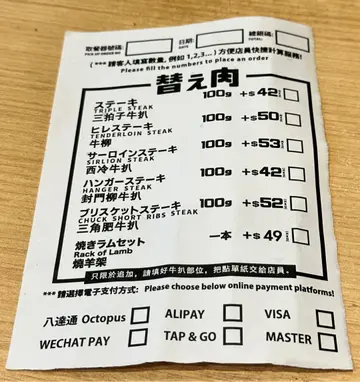 取餐器號碼:
PICK UP ORDER NO
日期:
DATE
總銀碼:
TOTAL:
(*** 請客人填寫數量, 例如 1,2,3...) 方便店員快捷計算服務!
Please fill the numbers to place an order
替え肉
ステーキ 100g +$42
TRIPLE STEAK
三拍子牛扒
ヒレステーキ 100g +$50
TENDERLOIN STEAK
牛柳
サーロインステーキ 100g +$53
SIRLION STEAK
西冷牛扒
ハンガーステーキ 100g +$42
HANGER STEAK
封門柳牛扒
ブリスケットステーキ 100g +$52
CHUCK SHORT RIBS STEAK
三角肥牛扒
焼きラムセット 一本 +$49
Rack of Lamb
燒羊架
只限於追加, 請填好牛扒部位, 把點單紙交給店員.
*** 請選擇電子支付方式: Please choose below online payment platforms!
八達通 Octopus ALIPAY VISA
WECHAT PAY TAP & GO MASTER